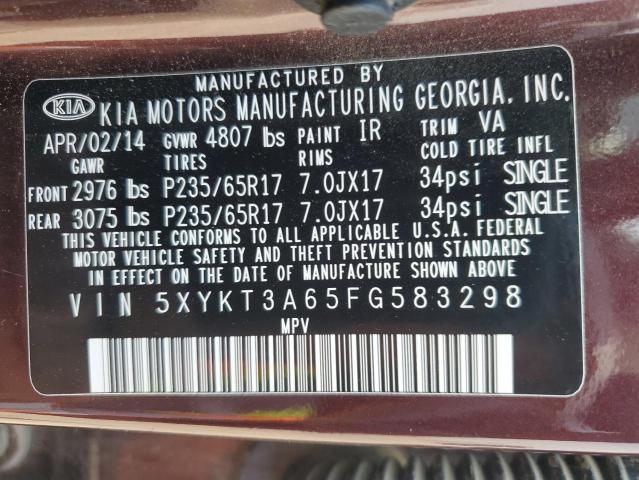 MANUFACTURED BY
KIA KIA MOTORS MANUFACTURING GEORGIA, INC.
APR/02/14 GVWR 4807 lbs PAINT IR TRIM VA
GAWR TIRES RIMS COLD TIRE INFL
FRONT 2976 lbs P235/65R17 7.0JX17 34psi SINGLE
REAR 3075 lbs P235/65R17 7.0JX17 34psi SINGLE
THIS VEHICLE CONFORMS TO ALL APPLICABLE U.S.A. FEDERAL
MOTOR VEHICLE SAFETY AND THEFT PREVENTION STANDARDS
IN EFFECT ON THE DATE OF MANUFACTURE SHOWN ABOVE
VIN 5XYKT3A65FG583298
MPV